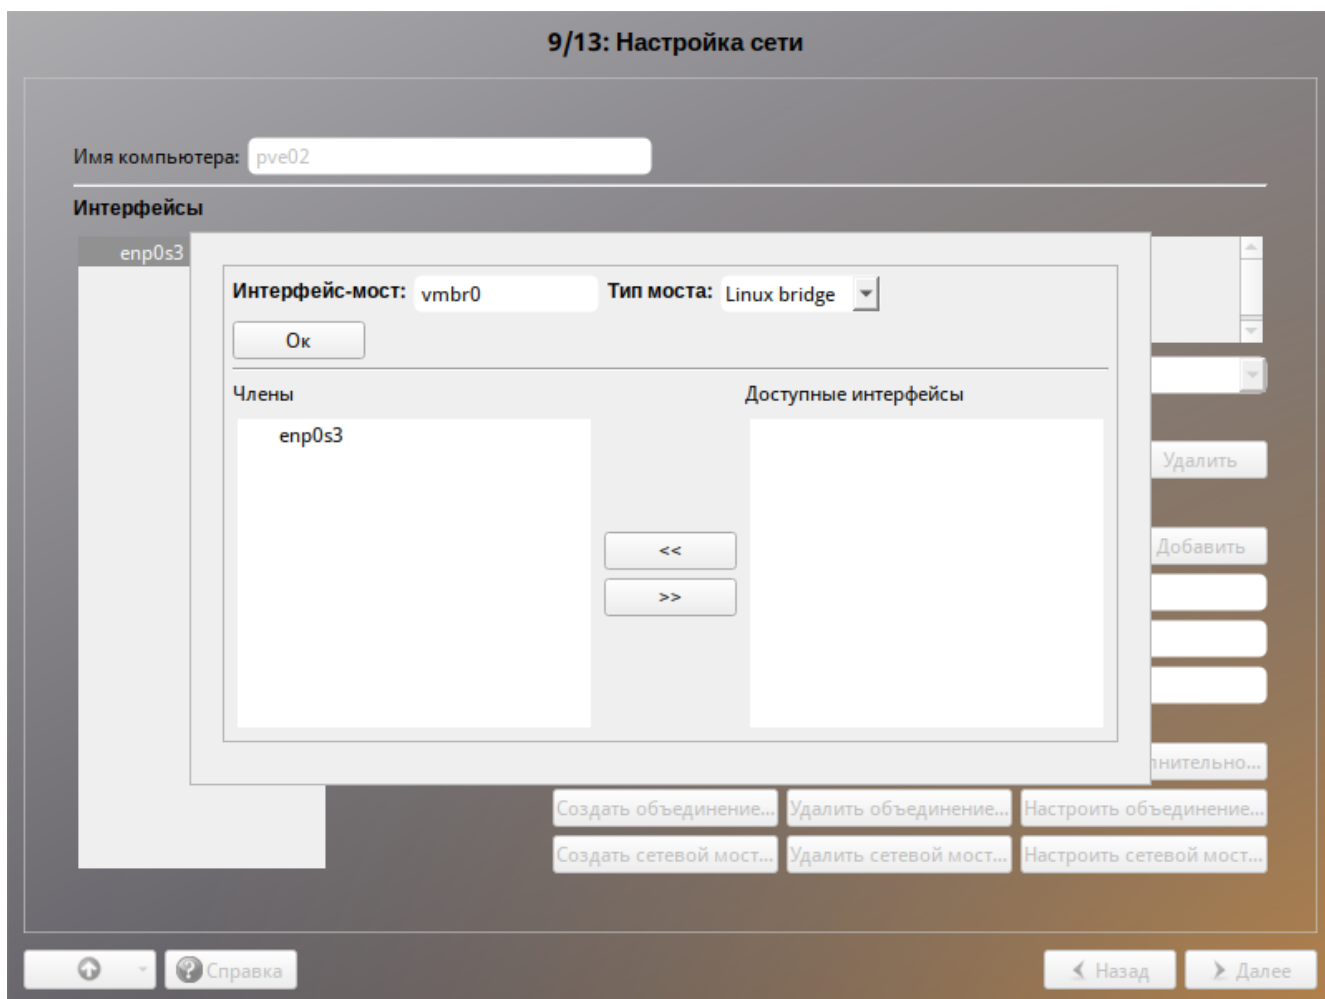 9/13: Настройка сети
Имя компьютера: pve02
Интерфейсы
enp0s3
Интерфейс-мост: vmbr0 Тип моста: Linux bridge
Ок
Члены Доступные интерфейсы
enp0s3
Удалить
<<
Добавить
>>
лнительно...
Создать объединение... Удалить объединение... Настроить объединение...
Создать сетевой мост... Удалить сетевой мост... Настроить сетевой мост...
Справка Назад Далее